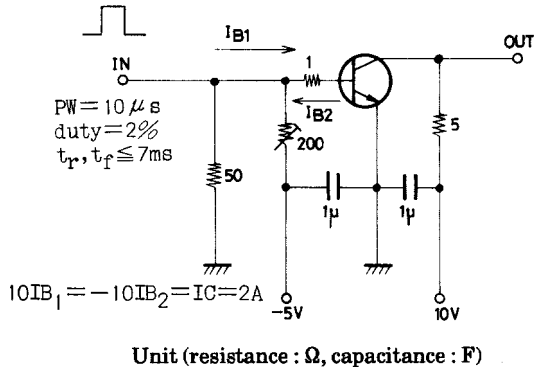 IB1
OUT
IN
1
IB2
PW=10μs
duty=2%
tr, tf≦7ms
200
5
50
1μ
1μ
10IB1=−10IB2=IC=2A
−5V
10V
Unit (resistance : Ω, capacitance : F)